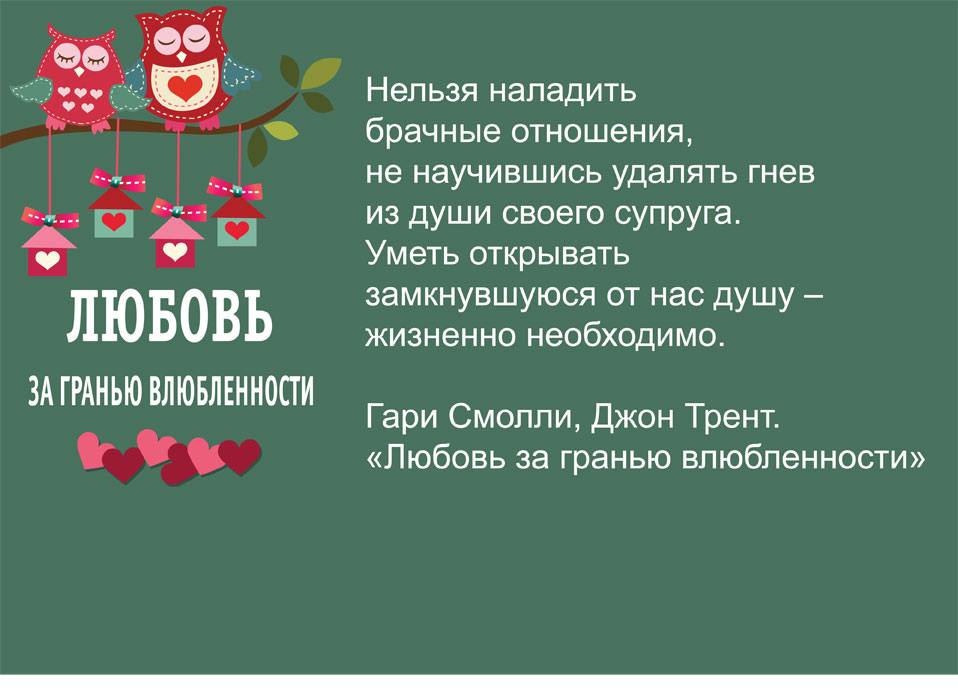 ЛЮБОВЬ
ЗА ГРАНЬЮ ВЛЮБЛЕННОСТИ
Нельзя наладить
брачные отношения,
не научившись удалять гнев
из души своего супруга.
Уметь открывать
замкнувшуюся от нас душу –
жизненно необходимо.
Гари Смолли, Джон Трент.
«Любовь за гранью влюбленности»